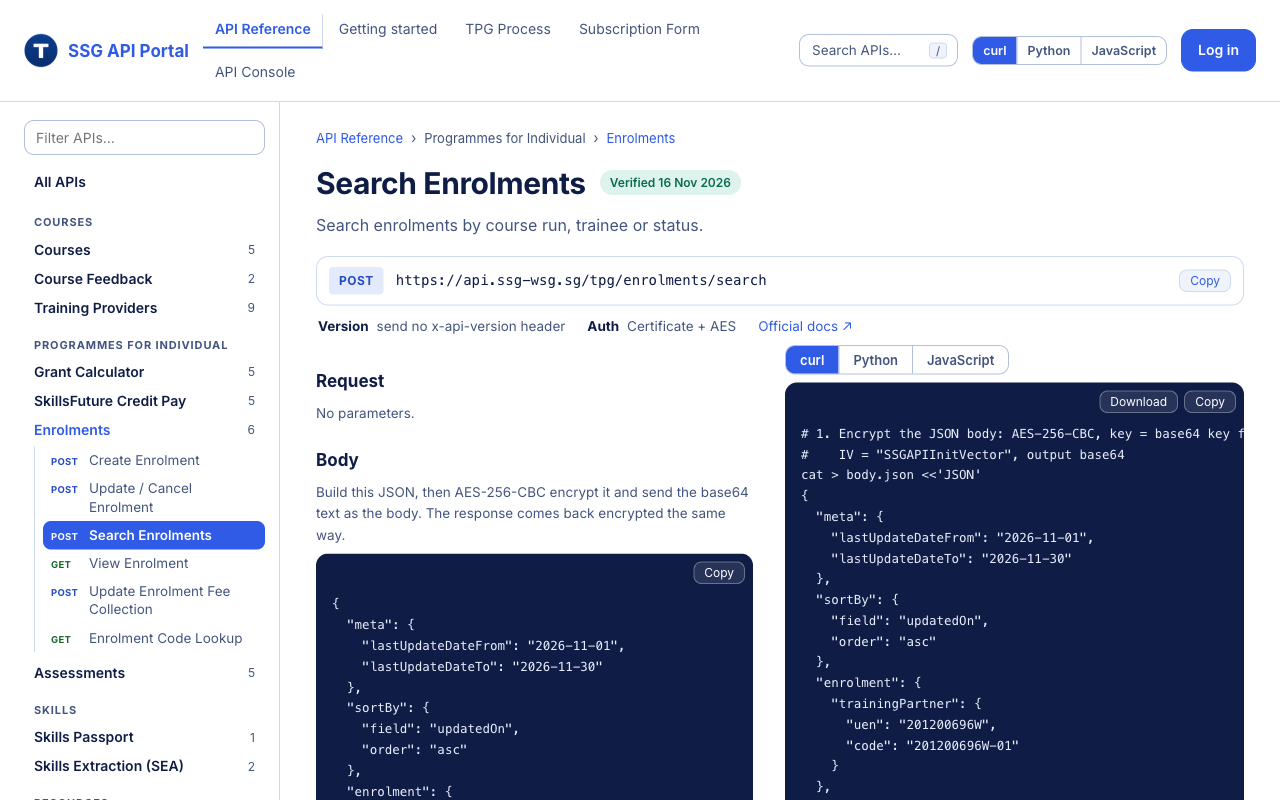 T SSG API Portal
API Reference
Getting started
TPG Process
Subscription Form
API Console
Search APIs... /
curl Python JavaScript
Log in
Filter APIs...
All APIs
COURSES
Courses 5
Course Feedback 2
Training Providers 9
PROGRAMMES FOR INDIVIDUAL
Grant Calculator 5
SkillsFuture Credit Pay 5
Enrolments 6
POST Create Enrolment
POST Update / Cancel
Enrolment
POST Search Enrolments
GET View Enrolment
POST Update Enrolment Fee
Collection
GET Enrolment Code Lookup
Assessments 5
SKILLS
Skills Passport 1
Skills Extraction (SEA) 2
API Reference › Programmes for Individual › Enrolments
Search Enrolments Verified 16 Nov 2026
Search enrolments by course run, trainee or status.
POST https://api.ssg-wsg.sg/tpg/enrolments/search Copy
Version send no x-api-version header Auth Certificate + AES Official docs ↗
Request
No parameters.
Body
Build this JSON, then AES-256-CBC encrypt it and send the base64
text as the body. The response comes back encrypted the same
way.
Copy
{
  "meta": {
    "lastUpdateDateFrom": "2026-11-01",
    "lastUpdateDateTo": "2026-11-30"
  },
  "sortBy": {
    "field": "updatedOn",
    "order": "asc"
  },
  "enrolment": {
curl Python JavaScript
Download Copy
# 1. Encrypt the JSON body: AES-256-CBC, key = base64 key f
#    IV = "SSGAPIInitVector", output base64
cat > body.json <<'JSON'
{
  "meta": {
    "lastUpdateDateFrom": "2026-11-01",
    "lastUpdateDateTo": "2026-11-30"
  },
  "sortBy": {
    "field": "updatedOn",
    "order": "asc"
  },
  "enrolment": {
    "trainingPartner": {
      "uen": "201200696W",
      "code": "201200696W-01"
    }
  },